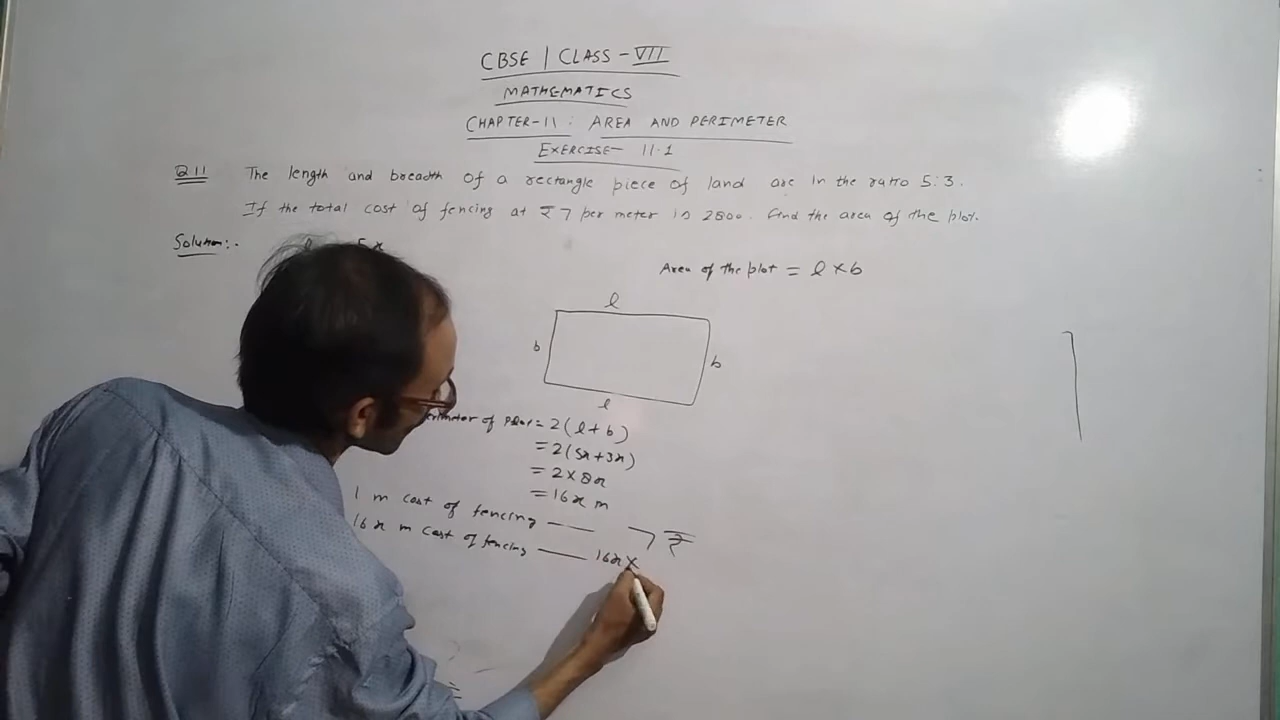 CBSE | CLASS - VII
MATHEMATICS
CHAPTER-11 : AREA AND PERIMETER
EXERCISE- 11.1
Q11 The length and breadth of a rectangle piece of land are in the ratio 5:3.
If the total cost of fencing at ₹7 per meter is 2800. find the area of the plot.
Solution:- 5x
Area of the plot = l × b
l
b
b
l
of Plot = 2(l+b)
= 2(5x+3x)
= 2×8x
= 16x m
1 m cost of fencing —— 7 ₹
16x m cost of fencing —— 16x×